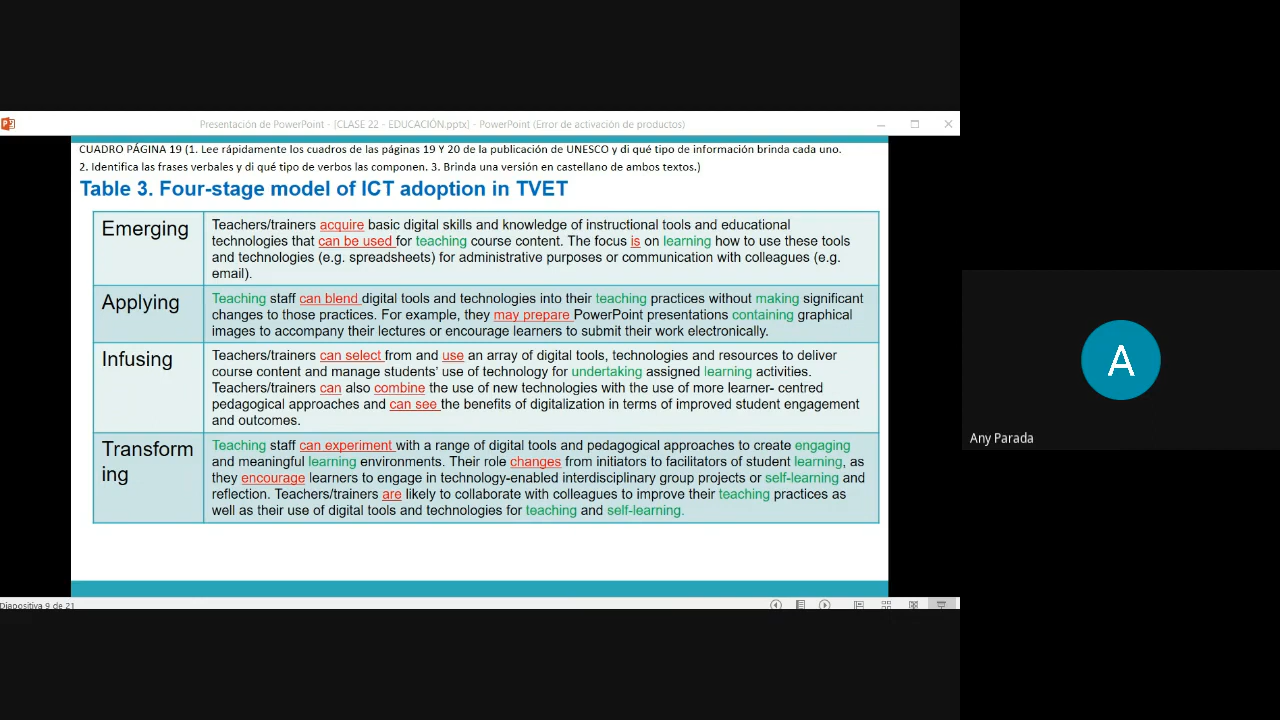 Presentación de PowerPoint - [CLASE 22 - EDUCACIÓN.pptx] - PowerPoint (Error de activación de productos)
CUADRO PÁGINA 19 (1. Lee rápidamente los cuadros de las páginas 19 Y 20 de la publicación de UNESCO y di qué tipo de información brinda cada uno.
2. Identifica las frases verbales y di qué tipo de verbos las componen. 3. Brinda una versión en castellano de ambos textos.)
Table 3. Four-stage model of ICT adoption in TVET
Emerging
Teachers/trainers acquire basic digital skills and knowledge of instructional tools and educational
technologies that can be used for teaching course content. The focus is on learning how to use these tools
and technologies (e.g. spreadsheets) for administrative purposes or communication with colleagues (e.g.
email).
Applying
Teaching staff can blend digital tools and technologies into their teaching practices without making significant
changes to those practices. For example, they may prepare PowerPoint presentations containing graphical
images to accompany their lectures or encourage learners to submit their work electronically.
Infusing
Teachers/trainers can select from and use an array of digital tools, technologies and resources to deliver
course content and manage students' use of technology for undertaking assigned learning activities.
Teachers/trainers can also combine the use of new technologies with the use of more learner- centred
pedagogical approaches and can see the benefits of digitalization in terms of improved student engagement
and outcomes.
Transform
ing
Teaching staff can experiment with a range of digital tools and pedagogical approaches to create engaging
and meaningful learning environments. Their role changes from initiators to facilitators of student learning, as
they encourage learners to engage in technology-enabled interdisciplinary group projects or self-learning and
reflection. Teachers/trainers are likely to collaborate with colleagues to improve their teaching practices as
well as their use of digital tools and technologies for teaching and self-learning.
Diapositiva 9 de 21
A
Any Parada